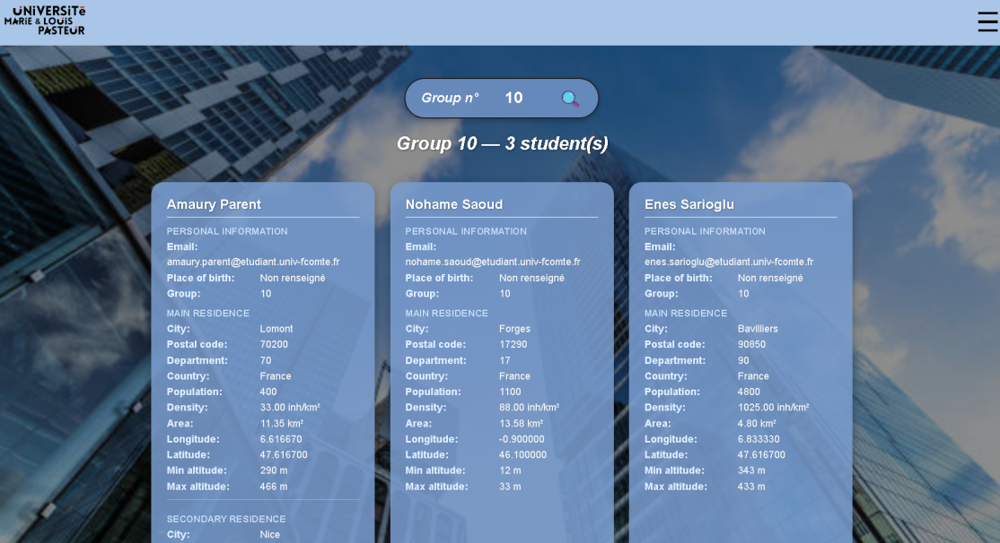 UNIVERSITÉ
MARIE & LOUIS
PASTEUR
Group n° 10
Group 10 — 3 student(s)
Amaury Parent
PERSONAL INFORMATION
Email:
amaury.parent@etudiant.univ-fcomte.fr
Place of birth: Non renseigné
Group: 10
MAIN RESIDENCE
City: Lomont
Postal code: 70200
Department: 70
Country: France
Population: 400
Density: 33.00 inh/km²
Area: 11.35 km²
Longitude: 6.616670
Latitude: 47.616700
Min altitude: 290 m
Max altitude: 466 m
SECONDARY RESIDENCE
City: Nice
Nohame Saoud
PERSONAL INFORMATION
Email:
nohame.saoud@etudiant.univ-fcomte.fr
Place of birth: Non renseigné
Group: 10
MAIN RESIDENCE
City: Forges
Postal code: 17290
Department: 17
Country: France
Population: 1100
Density: 88.00 inh/km²
Area: 13.58 km²
Longitude: -0.900000
Latitude: 46.100000
Min altitude: 12 m
Max altitude: 33 m
Enes Sarioglu
PERSONAL INFORMATION
Email:
enes.sarioglu@etudiant.univ-fcomte.fr
Place of birth: Non renseigné
Group: 10
MAIN RESIDENCE
City: Bavilliers
Postal code: 90850
Department: 90
Country: France
Population: 4800
Density: 1025.00 inh/km²
Area: 4.80 km²
Longitude: 6.833330
Latitude: 47.616700
Min altitude: 343 m
Max altitude: 433 m